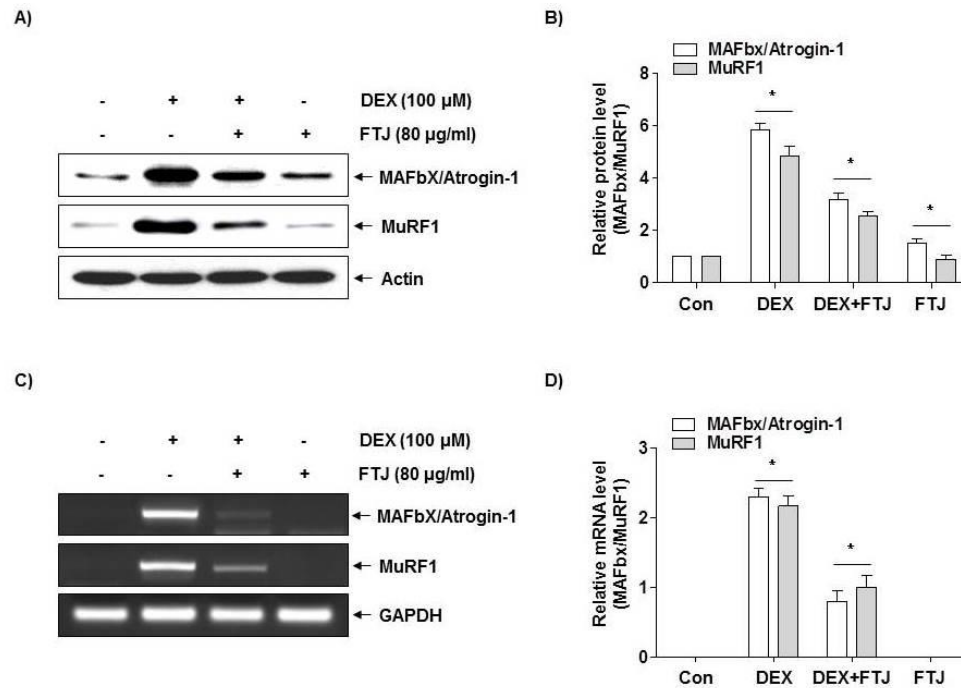 A)
- + + - DEX (100 µM)
- - + + FTJ (80 µg/ml)
MAFbX/Atrogin-1
MuRF1
Actin
B)
MAFbx/Atrogin-1
MuRF1
Relative protein level
(MAFbx/MuRF1)
8
6
4
2
0
* * *
Con DEX DEX+FTJ FTJ
C)
- + + - DEX (100 µM)
- - + + FTJ (80 µg/ml)
MAFbX/Atrogin-1
MuRF1
GAPDH
D)
MAFbx/Atrogin-1
MuRF1
Relative mRNA level
(MAFbx/MuRF1)
3
2
1
0
* *
Con DEX DEX+FTJ FTJ